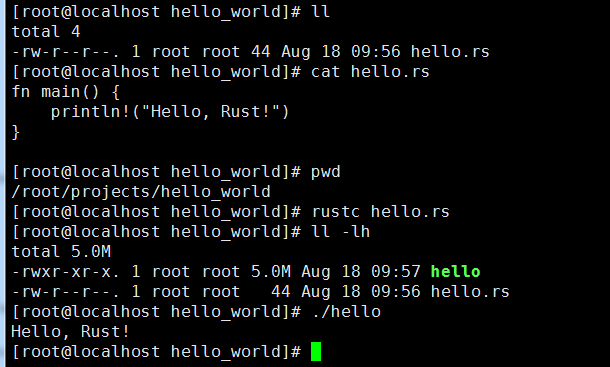 [root@localhost hello_world]# ll
total 4
-rw-r--r--. 1 root root 44 Aug 18 09:56 hello.rs
[root@localhost hello_world]# cat hello.rs
fn main() {
    println!("Hello, Rust!")
}

[root@localhost hello_world]# pwd
/root/projects/hello_world
[root@localhost hello_world]# rustc hello.rs
[root@localhost hello_world]# ll -lh
total 5.0M
-rwxr-xr-x. 1 root root 5.0M Aug 18 09:57 hello
-rw-r--r--. 1 root root   44 Aug 18 09:56 hello.rs
[root@localhost hello_world]# ./hello
Hello, Rust!
[root@localhost hello_world]#